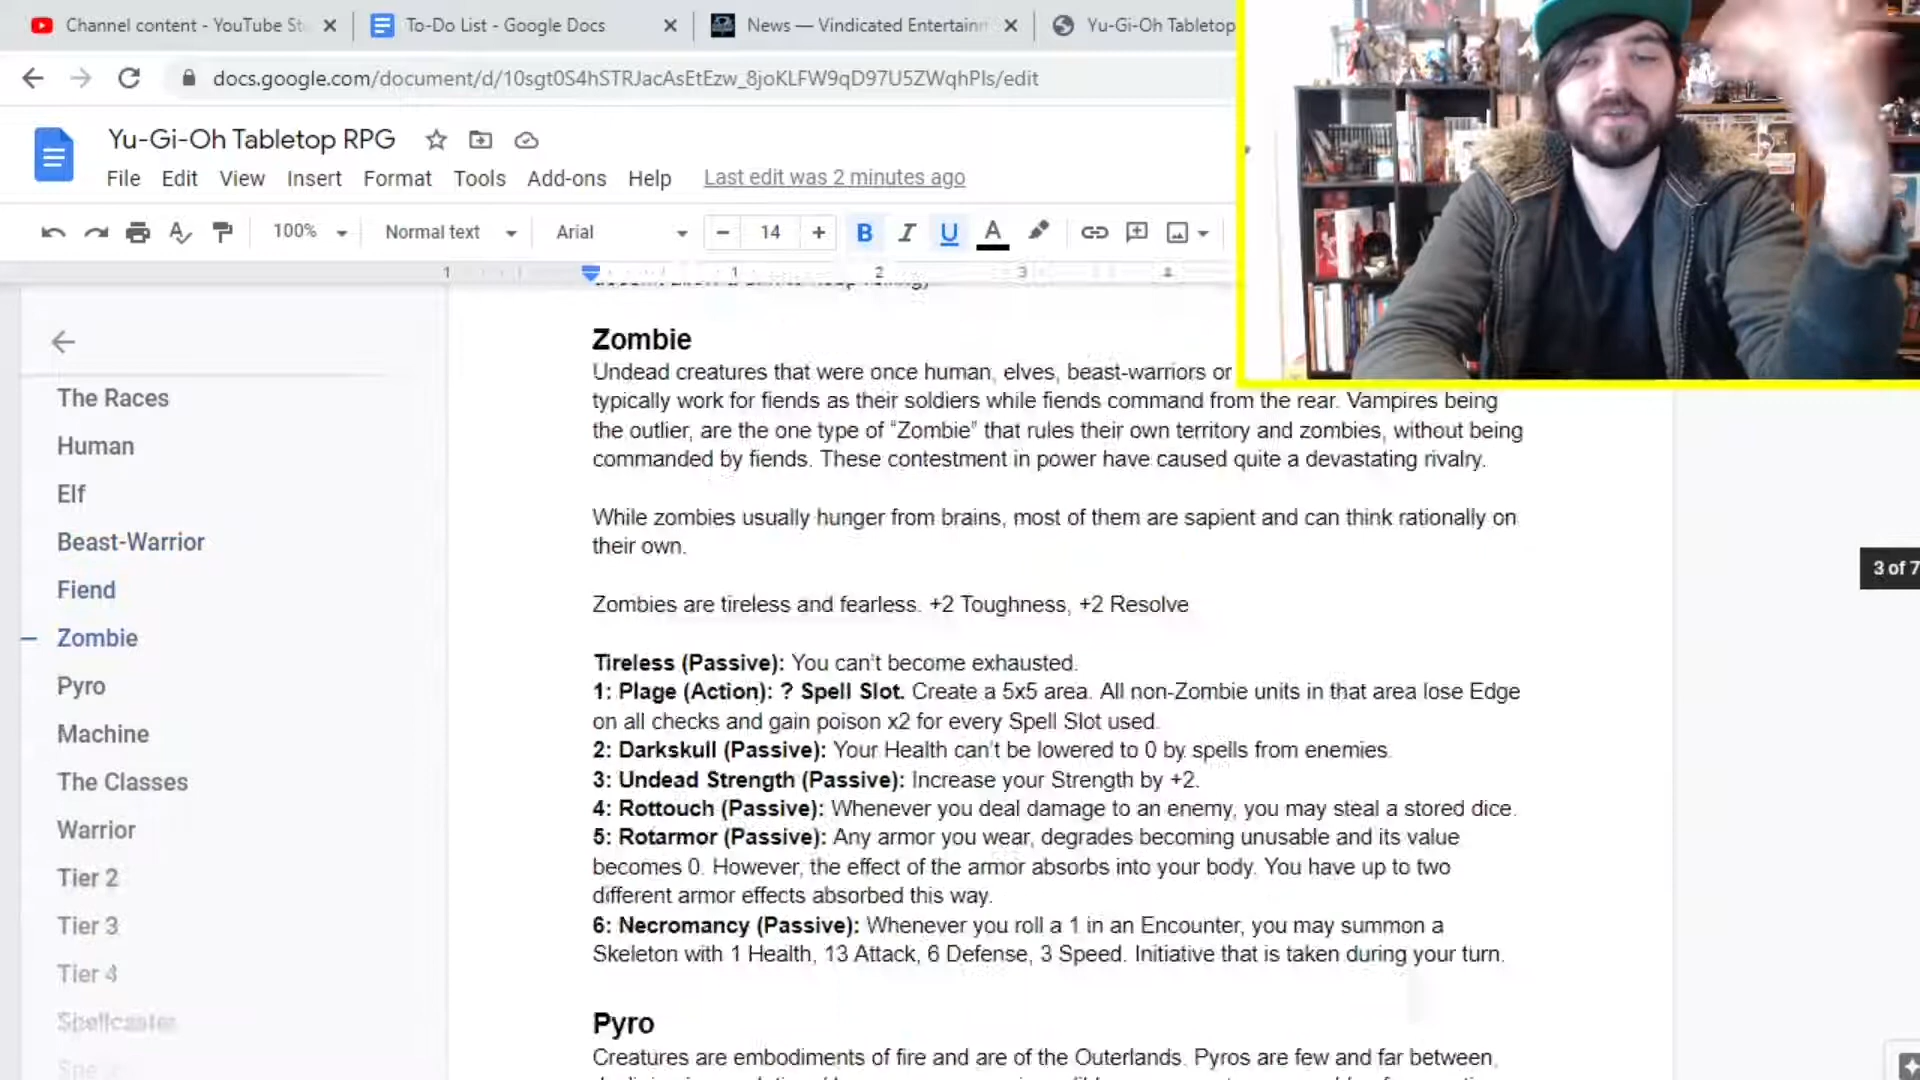 Channel content - YouTube St
To-Do List - Google Docs
News — Vindicated Entertainm
Yu-Gi-Oh Tabletop
docs.google.com/document/d/10sgt0S4hSTRJacAsEtEzw_8joKLFW9qD97U5ZWqhPIs/edit
Yu-Gi-Oh Tabletop RPG
File Edit View Insert Format Tools Add-ons Help Last edit was 2 minutes ago
100% Normal text Arial 14 B I U A
1 1 2 3
The Races
Human
Elf
Beast-Warrior
Fiend
Zombie
Pyro
Machine
The Classes
Warrior
Tier 2
Tier 3
Tier 4
Spellcaster
Zombie
Undead creatures that were once human, elves, beast-warriors or
typically work for fiends as their soldiers while fiends command from the rear. Vampires being
the outlier, are the one type of “Zombie” that rules their own territory and zombies, without being
commanded by fiends. These contestment in power have caused quite a devastating rivalry.
While zombies usually hunger from brains, most of them are sapient and can think rationally on
their own.
Zombies are tireless and fearless. +2 Toughness, +2 Resolve
Tireless (Passive): You can't become exhausted.
1: Plage (Action): ? Spell Slot. Create a 5x5 area. All non-Zombie units in that area lose Edge
on all checks and gain poison x2 for every Spell Slot used.
2: Darkskull (Passive): Your Health can't be lowered to 0 by spells from enemies.
3: Undead Strength (Passive): Increase your Strength by +2.
4: Rottouch (Passive): Whenever you deal damage to an enemy, you may steal a stored dice.
5: Rotarmor (Passive): Any armor you wear, degrades becoming unusable and its value
becomes 0. However, the effect of the armor absorbs into your body. You have up to two
different armor effects absorbed this way.
6: Necromancy (Passive): Whenever you roll a 1 in an Encounter, you may summon a
Skeleton with 1 Health, 13 Attack, 6 Defense, 3 Speed. Initiative that is taken during your turn.
Pyro
Creatures are embodiments of fire and are of the Outerlands. Pyros are few and far between,
3 of 7